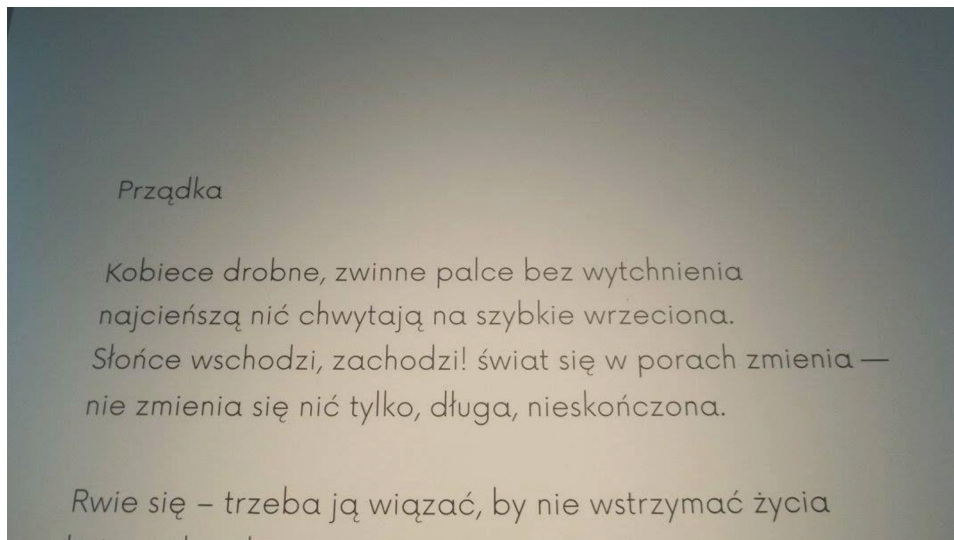 Prządka
Kobiece drobne, zwinne palce bez wytchnienia
najcieńszą nić chwytają na szybkie wrzeciona.
Słońce wschodzi, zachodzi! świat się w porach zmienia —
nie zmienia się nić tylko, długa, nieskończona.
Rwie się – trzeba ją wiązać, by nie wstrzymać życia